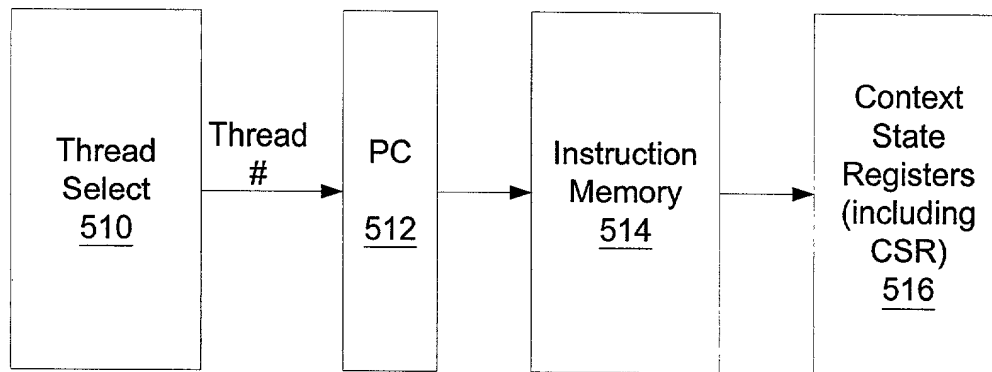 Thread
Select
510
Thread
#
PC
512
Instruction
Memory
514
Context
State
Registers
(including
CSR)
516